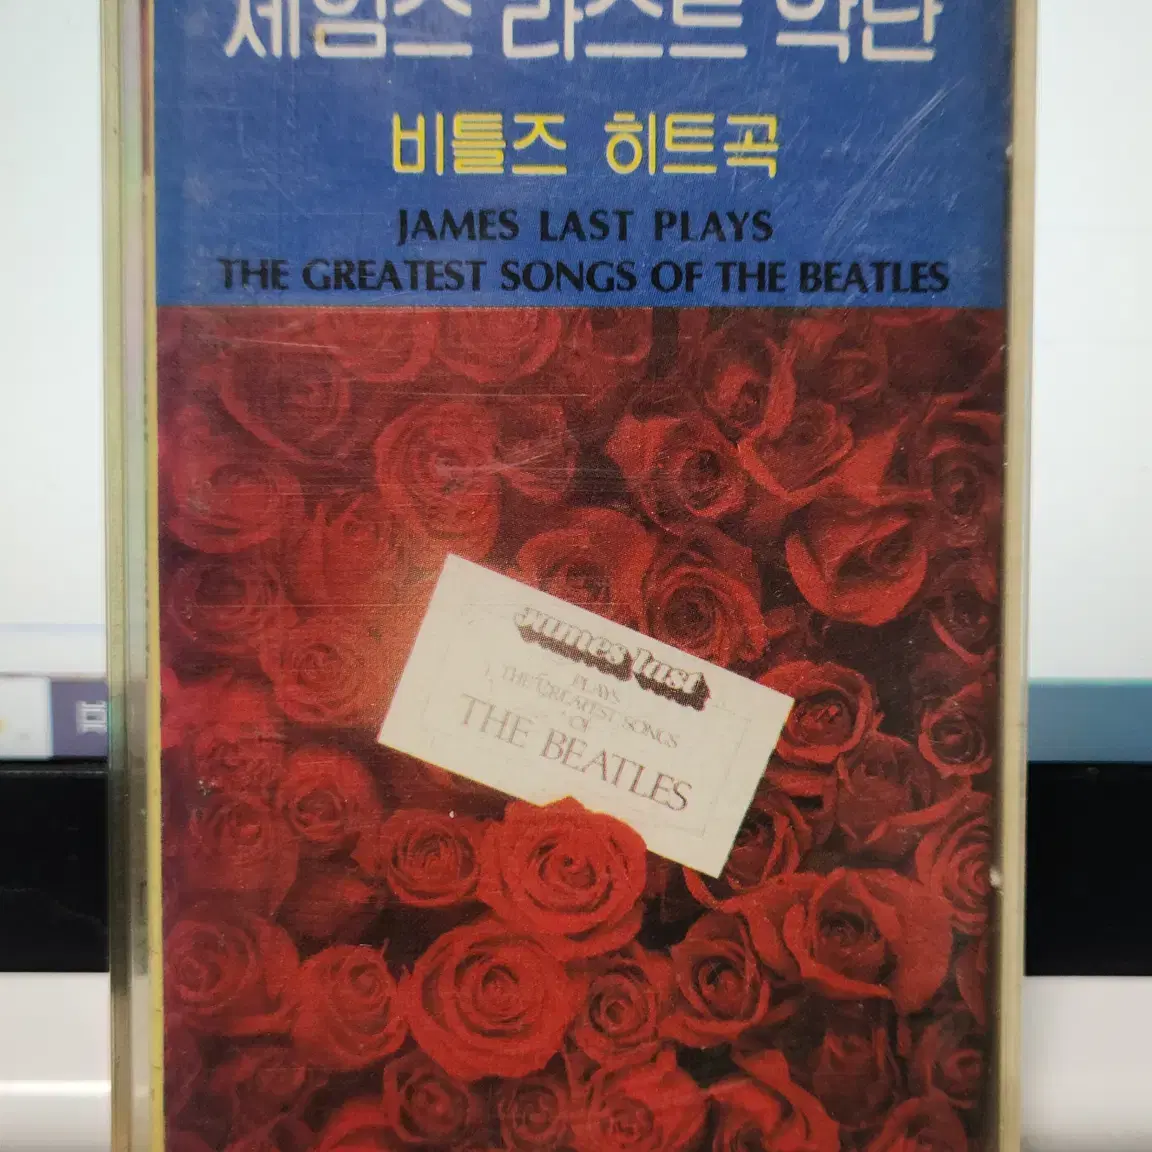 제임스 라스트 악단
비틀즈 히트곡
JAMES LAST PLAYS
THE GREATEST SONGS OF THE BEATLES
James Last
PLAYS
THE GREATEST SONGS
OF
THE BEATLES